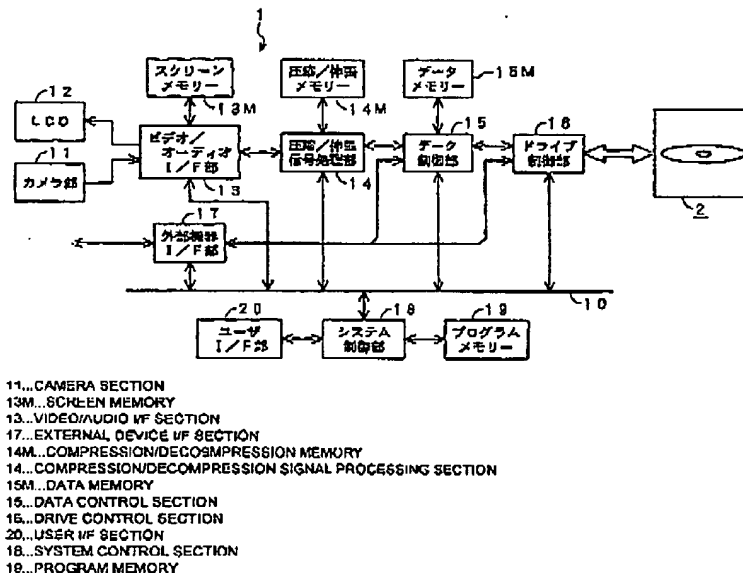 1
スクリーン
メモリー
13M
圧縮/伸張
メモリー
14M
データ
メモリー
15M
12
LCD
11
カメラ部
ビデオ/
オーディオ
I/F部
13
圧縮/伸張
信号処理部
14
15
データ
制御部
16
ドライブ
制御部
2
17
外部機器
I/F部
10
20
ユーザ
I/F部
18
システム
制御部
19
プログラム
メモリー
11...CAMERA SECTION
13M...SCREEN MEMORY
13...VIDEO/AUDIO I/F SECTION
17...EXTERNAL DEVICE I/F SECTION
14M...COMPRESSION/DECOSMPRESSION MEMORY
14...COMPRESSION/DECOMPRESSION SIGNAL PROCESSING SECTION
15M...DATA MEMORY
15...DATA CONTROL SECTION
16...DRIVE CONTROL SECTION
20...USER I/F SECTION
18...SYSTEM CONTROL SECTION
19...PROGRAM MEMORY